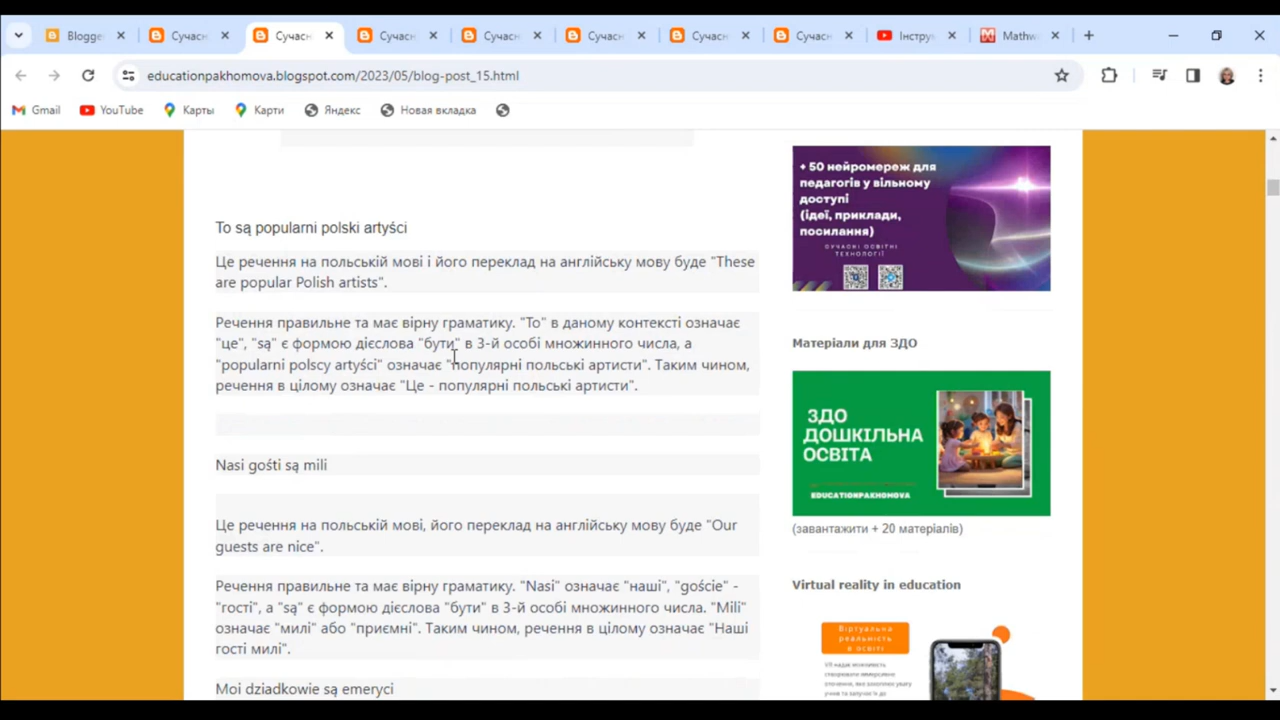 Blogge
Сучасн
Сучасн
Сучасн
Сучасн
Сучасн
Сучасн
Сучасн
Інстру
Mathw
educationpakhomova.blogspot.com/2023/05/blog-post_15.html
Gmail
YouTube
Карты
Карти
Яндекс
Новая вкладка
To są popularni polski artyści
Це речення на польській мові і його переклад на англійську мову буде "These
are popular Polish artists".
Речення правильне та має вірну граматику. "To" в даному контексті означає
"це", "są" є формою дієслова "бути" в 3-й особі множинного числа, а
"popularni polscy artyści" означає "популярні польські артисти". Таким чином,
речення в цілому означає "Це - популярні польські артисти".
Nasi gośti są mili
Це речення на польській мові, його переклад на англійську мову буде "Our
guests are nice".
Речення правильне та має вірну граматику. "Nasi" означає "наші", "goście" -
"гості", а "są" є формою дієслова "бути" в 3-й особі множинного числа. "Mili"
означає "милі" або "приємні". Таким чином, речення в цілому означає "Наші
гості милі".
Moi dziadkowie są emeryci
+ 50 нейромереж для
педагогів у вільному
доступі
(ідеї, приклади,
посилання)
СУЧАСНІ ОСВІТНІ
ТЕХНОЛОГІЇ
Матеріали для ЗДО
ЗДО
ДОШКІЛЬНА
ОСВІТА
EDUCATIONPAKHOMOVA
(завантажити + 20 матеріалів)
Virtual reality in education
Віртуальна
реальність
в освіті